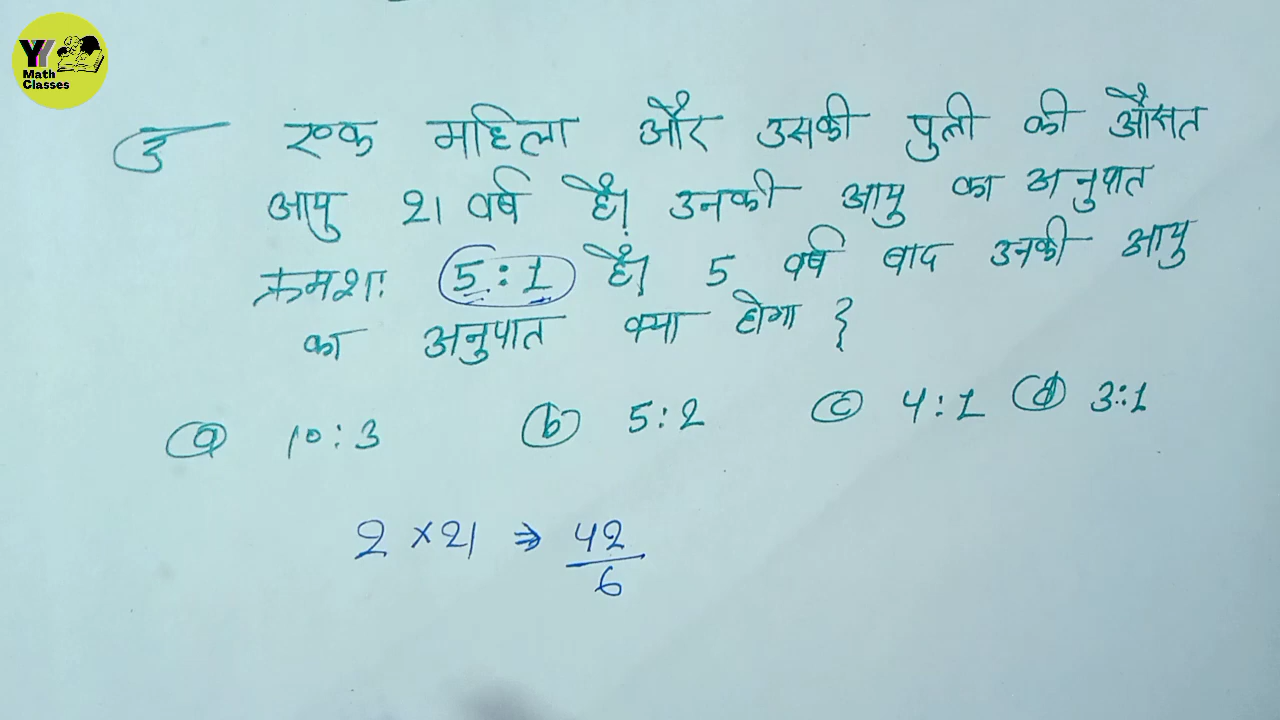 YY
Math
Classes
3 एक महिला और उसकी पुत्री की औसत
आयु 21 वर्ष है। उनकी आयु का अनुपात
क्रमशः 5:1 है। 5 वर्ष बाद उनकी आयु
का अनुपात क्या होगा ?
(a) 10:3 (b) 5:2 (c) 4:1 (d) 3:1
2 × 21 ⇒ 42/6